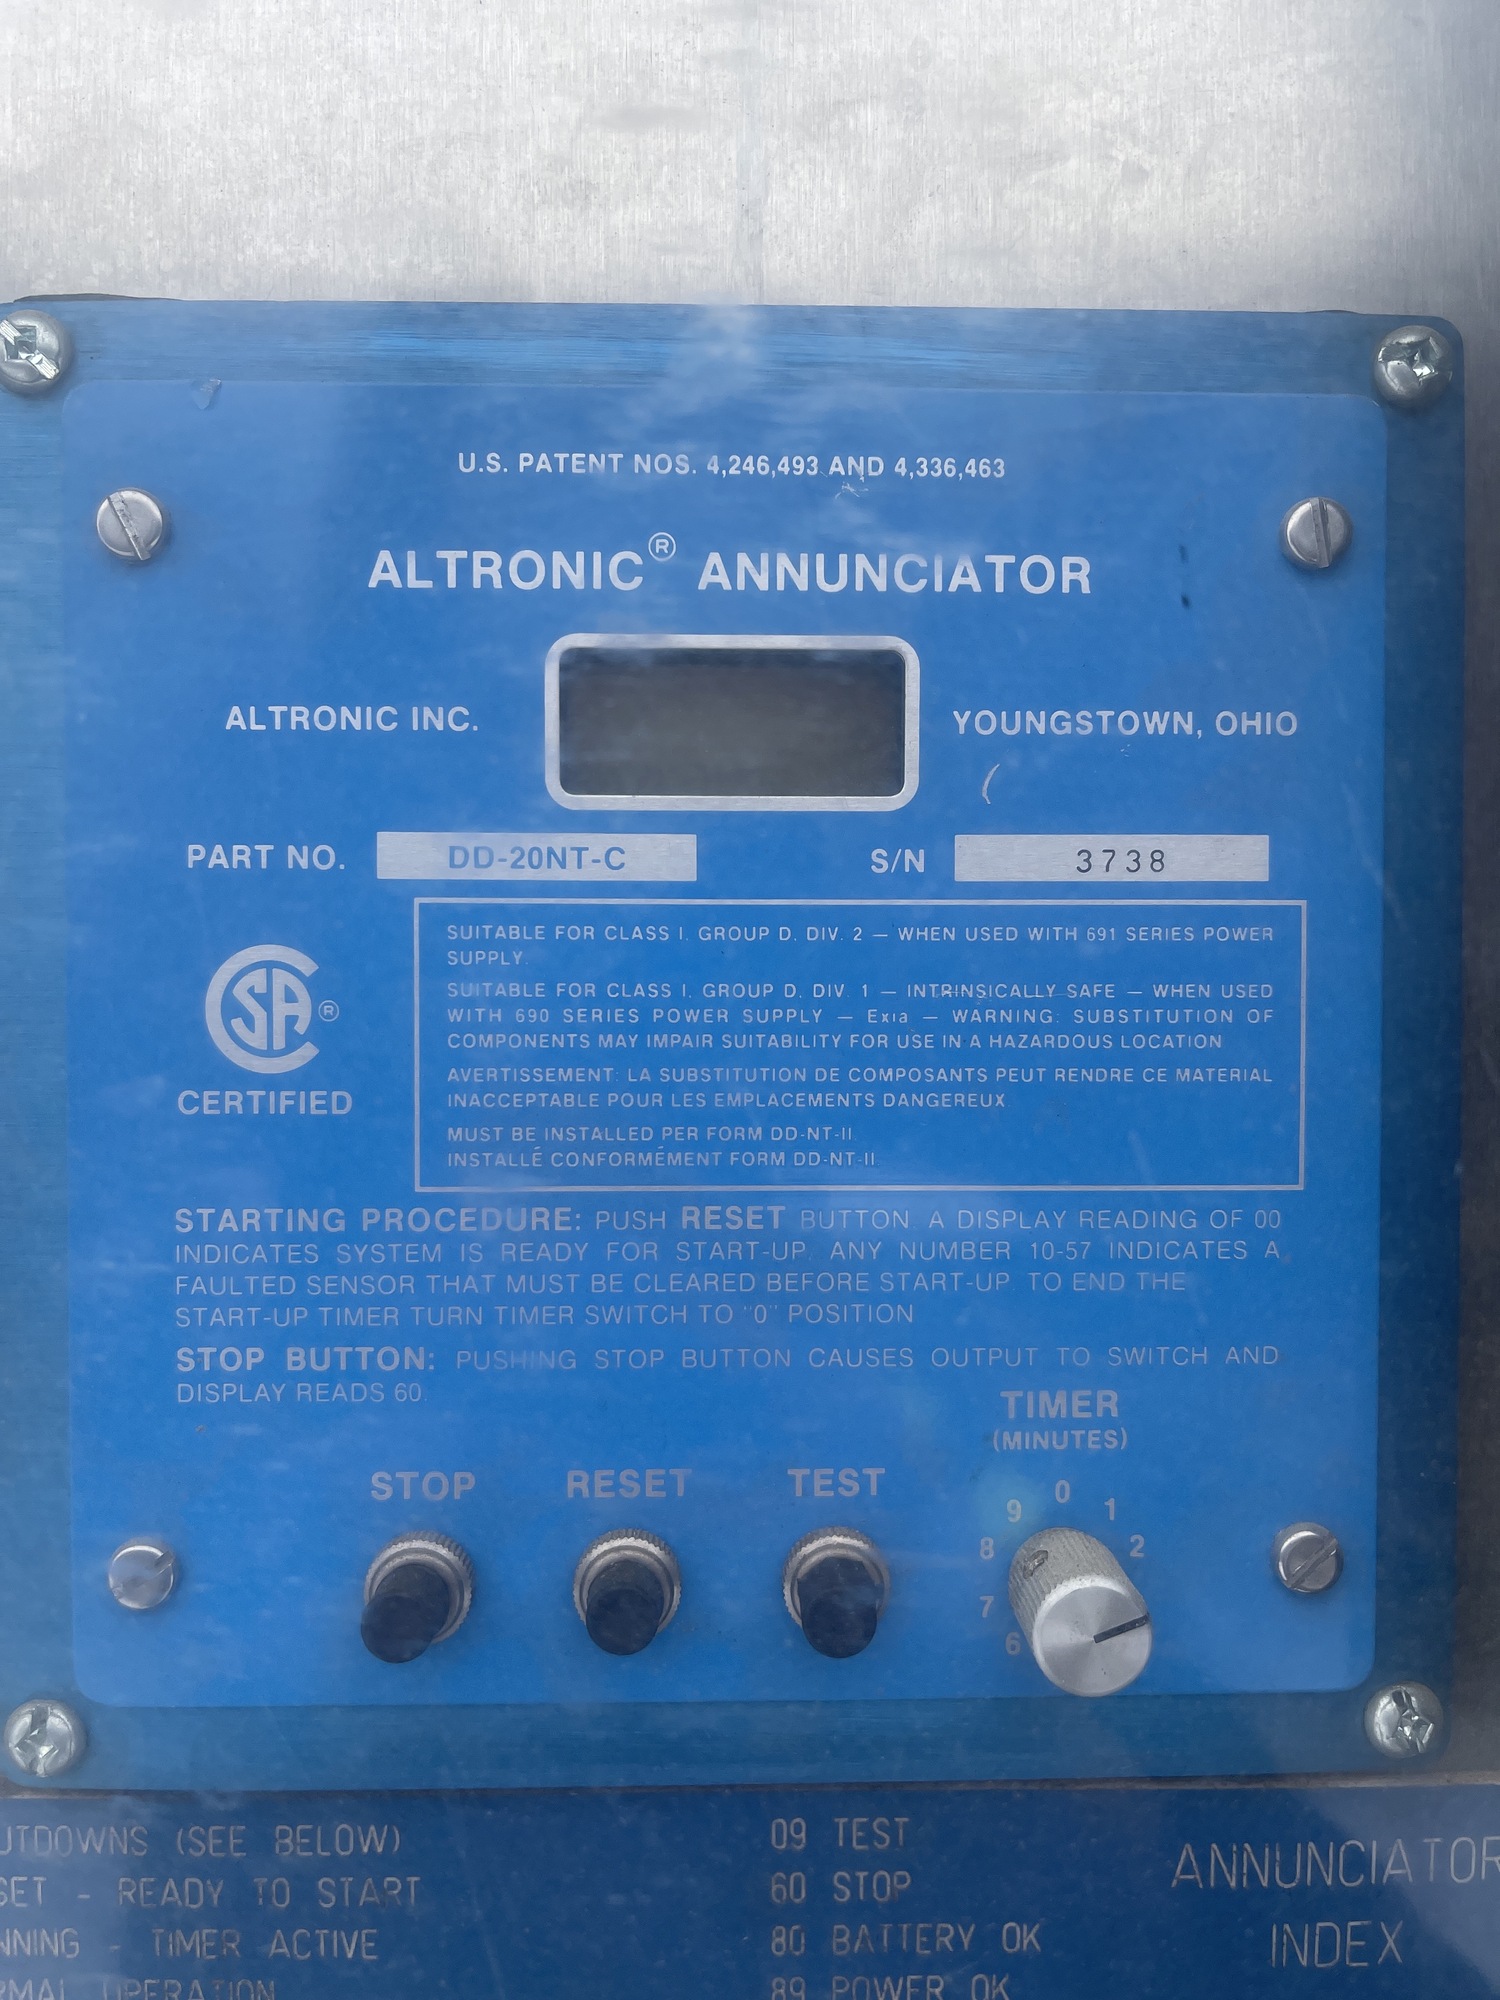 U.S. PATENT NOS. 4,246,493 AND 4,336,463
ALTRONIC® ANNUNCIATOR
ALTRONIC INC.
YOUNGSTOWN, OHIO
PART NO. DD-20NT-C
S/N 3738
SUITABLE FOR CLASS I, GROUP D, DIV. 2 — WHEN USED WITH 691 SERIES POWER
SUPPLY.
SUITABLE FOR CLASS I, GROUP D, DIV. 1 — INTRINSICALLY SAFE — WHEN USED
WITH 690 SERIES POWER SUPPLY — Exia — WARNING: SUBSTITUTION OF
COMPONENTS MAY IMPAIR SUITABILITY FOR USE IN A HAZARDOUS LOCATION
AVERTISSEMENT: LA SUBSTITUTION DE COMPOSANTS PEUT RENDRE CE MATERIAL
INACCEPTABLE POUR LES EMPLACEMENTS DANGEREUX.
MUST BE INSTALLED PER FORM DD-NT-II.
INSTALLÉ CONFORMÉMENT FORM DD-NT-II.
CSA®
CERTIFIED
STARTING PROCEDURE: PUSH RESET BUTTON. A DISPLAY READING OF 00
INDICATES SYSTEM IS READY FOR START-UP. ANY NUMBER 10-57 INDICATES A
FAULTED SENSOR THAT MUST BE CLEARED BEFORE START-UP. TO END THE
START-UP TIMER TURN TIMER SWITCH TO "0" POSITION
STOP BUTTON: PUSHING STOP BUTTON CAUSES OUTPUT TO SWITCH AND
DISPLAY READS 60.
TIMER
(MINUTES)
STOP
RESET
TEST
0
1
2
6
7
8
9
UTDOWNS (SEE BELOW)
SET - READY TO START
NNING - TIMER ACTIVE
RMAL OPERATION
09 TEST
60 STOP
80 BATTERY OK
89 POWER OK
ANNUNCIATOR
INDEX